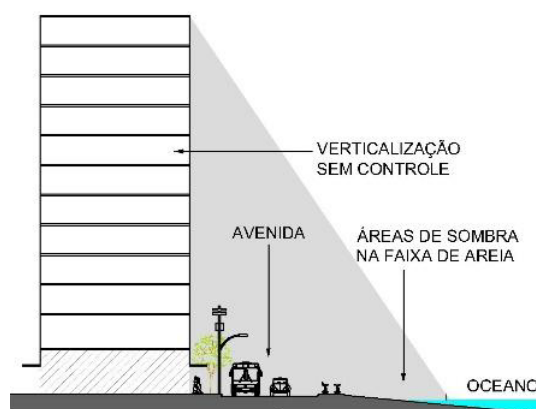 VERTICALIZAÇÃO
SEM CONTROLE
AVENIDA
ÁREAS DE SOMBRA
NA FAIXA DE AREIA
OCEANO